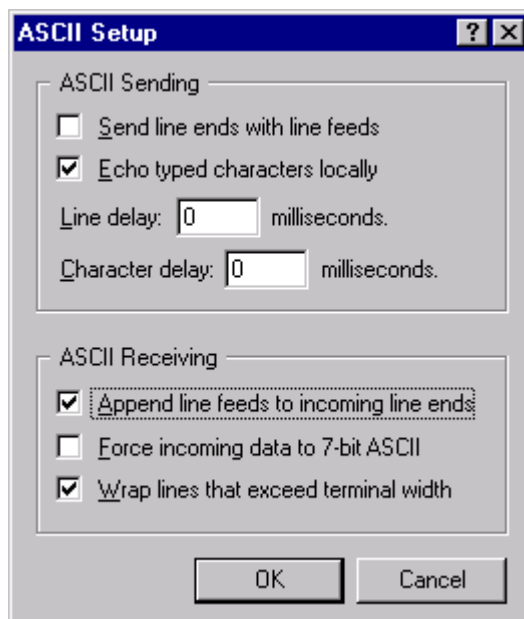 ASCII Setup
ASCII Sending
Send line ends with line feeds
Echo typed characters locally
Line delay: 0 milliseconds.
Character delay: 0 milliseconds.
ASCII Receiving
Append line feeds to incoming line ends
Force incoming data to 7-bit ASCII
Wrap lines that exceed terminal width
OK Cancel